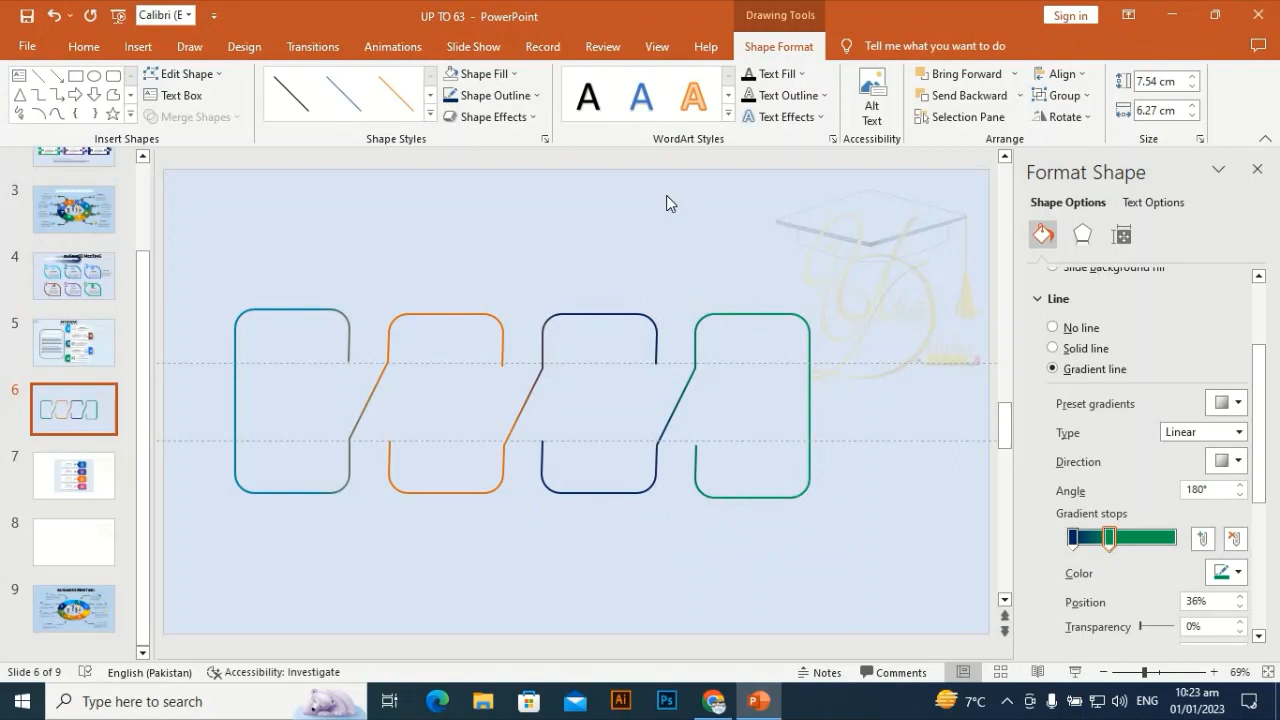 Calibri (E
UP TO 63 - PowerPoint
Drawing Tools
Sign in
File
Home
Insert
Draw
Design
Transitions
Animations
Slide Show
Record
Review
View
Help
Shape Format
Tell me what you want to do
Edit Shape
Text Box
Merge Shapes
Insert Shapes
Shape Fill
Shape Outline
Shape Effects
Shape Styles
A A A
Text Fill
Text Outline
Text Effects
WordArt Styles
Alt
Text
Accessibility
Bring Forward
Send Backward
Selection Pane
Align
Group
Rotate
Arrange
7.54 cm
6.27 cm
Size
3
4
5
6
7
8
9
Format Shape
Shape Options
Text Options
Slide background fill
Line
No line
Solid line
Gradient line
Preset gradients
Type
Linear
Direction
Angle
180°
Gradient stops
Color
Position
36%
Transparency
0%
Slide 6 of 9
English (Pakistan)
Accessibility: Investigate
Notes
Comments
69%
Type here to search
Ai
Ps
7°C
ENG
10:23 am
01/01/2023